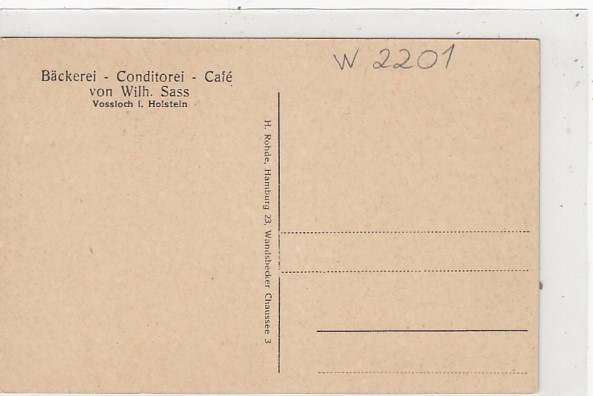 Bäckerei - Conditorei - Café
von Wilh. Sass
Vossloch i. Holstein
W 2201
H. Rohde, Hamburg 23, Wandsbecker Chaussee 3